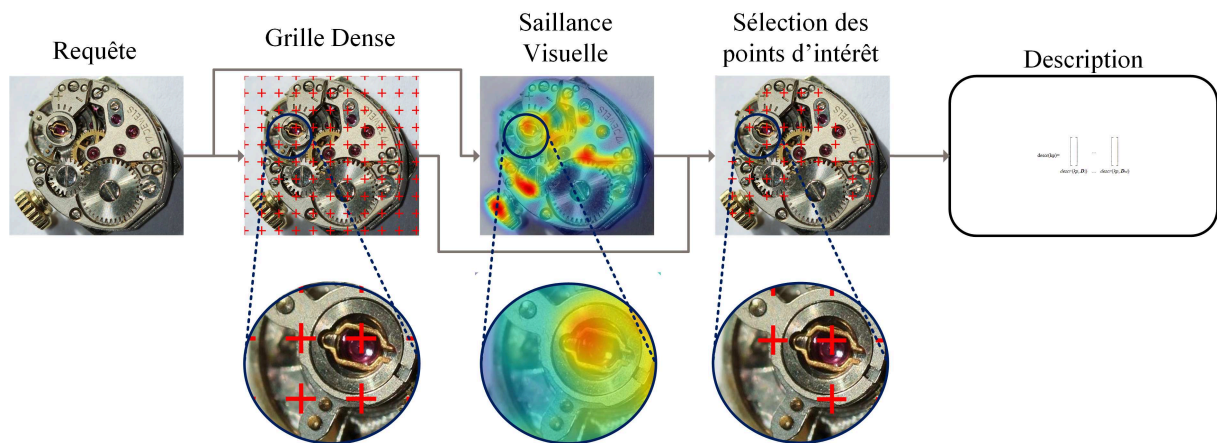 Requête
Grille Dense
Saillance
Visuelle
Sélection des
points d’intérêt
Description